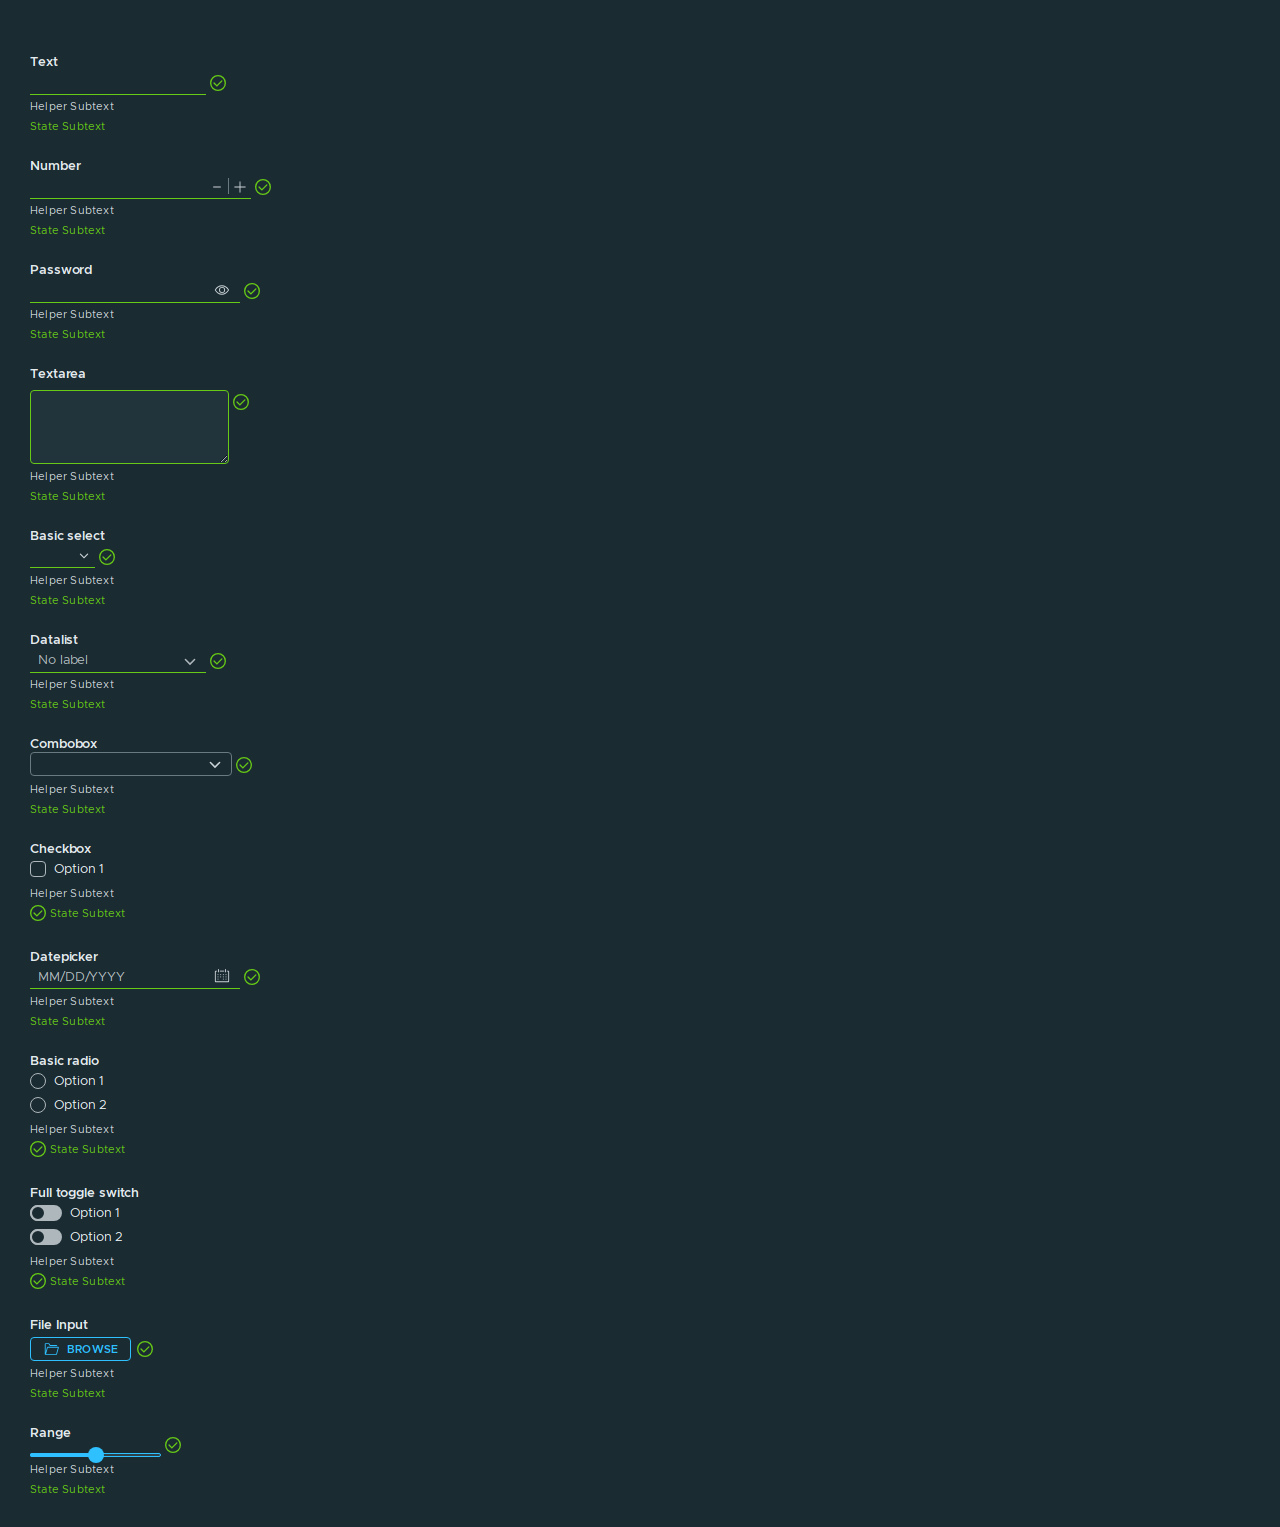 Text
Helper Subtext
State Subtext
Number
Helper Subtext
State Subtext
Password
Helper Subtext
State Subtext
Textarea
Helper Subtext
State Subtext
Basic select
Helper Subtext
State Subtext
Datalist
No label
Helper Subtext
State Subtext
Combobox
Helper Subtext
State Subtext
Checkbox
Option 1
Helper Subtext
State Subtext
Datepicker
MM/DD/YYYY
Helper Subtext
State Subtext
Basic radio
Option 1
Option 2
Helper Subtext
State Subtext
Full toggle switch
Option 1
Option 2
Helper Subtext
State Subtext
File Input
BROWSE
Helper Subtext
State Subtext
Range
Helper Subtext
State Subtext